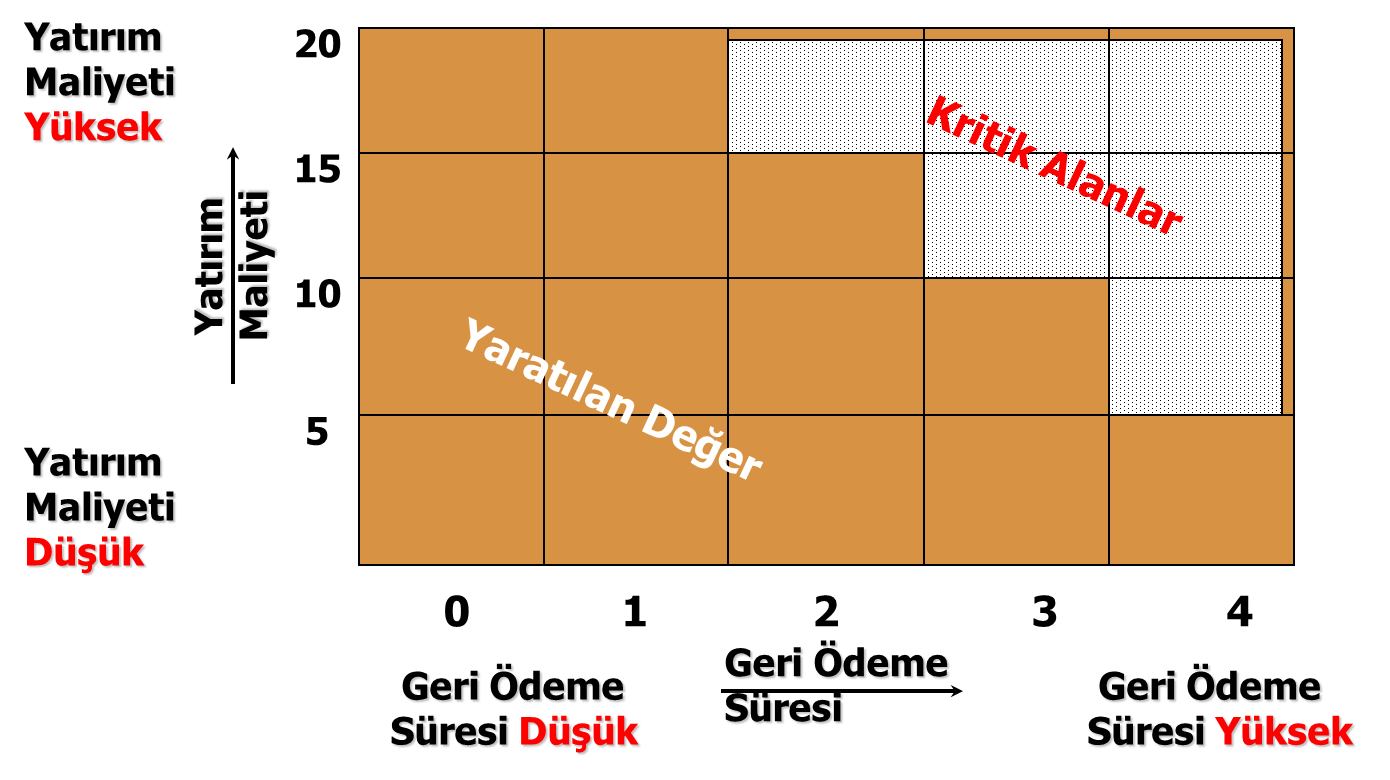 Yatırım
Maliyeti
Yüksek
20
15
10
5
Yatırım
Maliyeti
Kritik Alanlar
Yaratılan Değer
Yatırım
Maliyeti
Düşük
0 1 2 3 4
Geri Ödeme
Süresi Düşük
Geri Ödeme
Süresi
Geri Ödeme
Süresi Yüksek